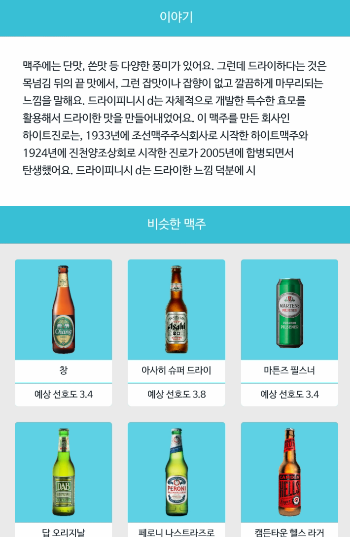 이야기
맥주에는 단맛, 쓴맛 등 다양한 풍미가 있어요. 그런데 드라이하다는 것은
목넘김 뒤의 끝 맛에서, 그런 잡맛이나 잡향이 없고 깔끔하게 마무리되는
느낌을 말해요. 드라이피니시 d는 자체적으로 개발한 특수한 효모를
활용해서 드라이한 맛을 만들어내었어요. 이 맥주를 만든 회사인
하이트진로는, 1933년에 조선맥주주식회사로 시작한 하이트맥주와
1924년에 진천양조상회로 시작한 진로가 2005년에 합병되면서
탄생했어요. 드라이피니시 d는 드라이한 느낌 덕분에 시
비슷한 맥주
Chang
Asahi
MARTENS
창
아사히 슈퍼 드라이
마튼즈 필스너
예상 선호도 3.4
예상 선호도 3.8
예상 선호도 3.4
DAB
PERONI
HELLS
답 오리지날
페로니 나스트라즈로
캠든타운 헬스 라거